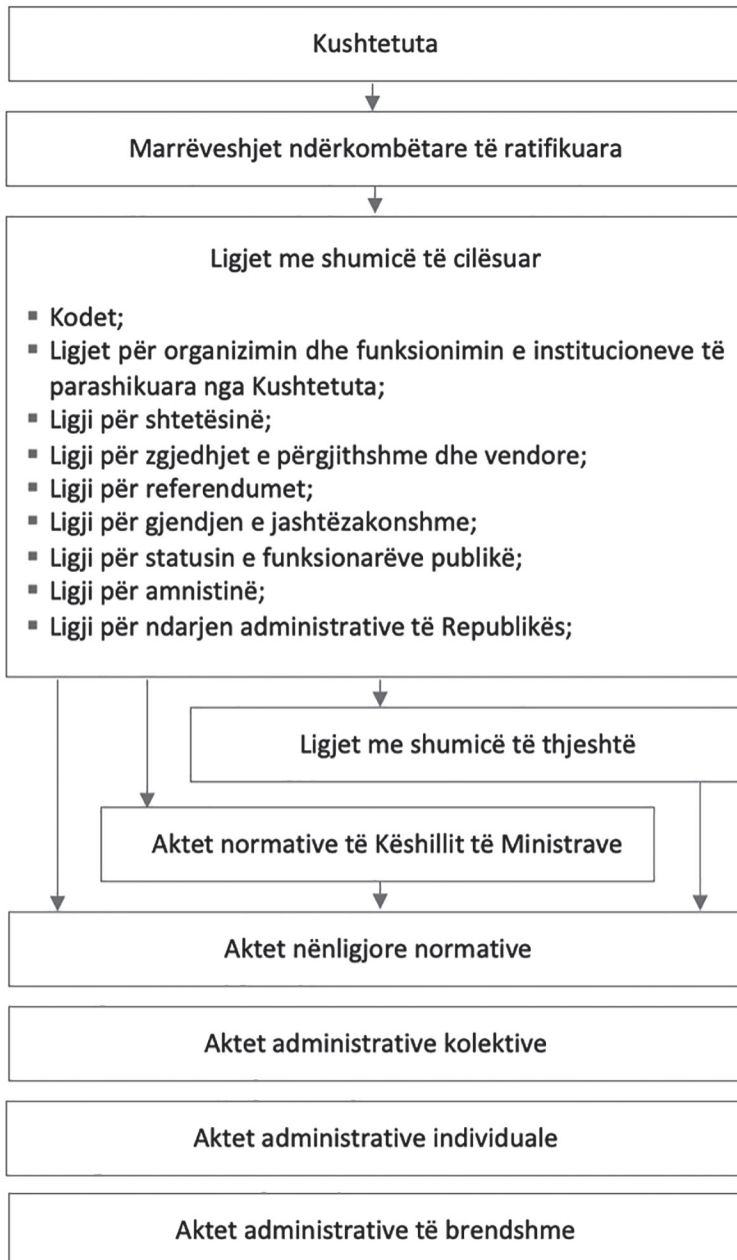 Kushtetuta
Marrëveshjet ndërkombëtare të ratifikuara
Ligjet me shumicë të cilësuar
▪ Kodet;
▪ Ligjet për organizimin dhe funksionimin e institucioneve të
parashikuara nga Kushtetuta;
▪ Ligji për shtetësinë;
▪ Ligji për zgjedhjet e përgjithshme dhe vendore;
▪ Ligji për referendumet;
▪ Ligji për gjendjen e jashtëzakonshme;
▪ Ligji për statusin e funksionarëve publikë;
▪ Ligji për amnistinë;
▪ Ligji për ndarjen administrative të Republikës;
Ligjet me shumicë të thjeshtë
Aktet normative të Këshillit të Ministrave
Aktet nënligjore normative
Aktet administrative kolektive
Aktet administrative individuale
Aktet administrative të brendshme